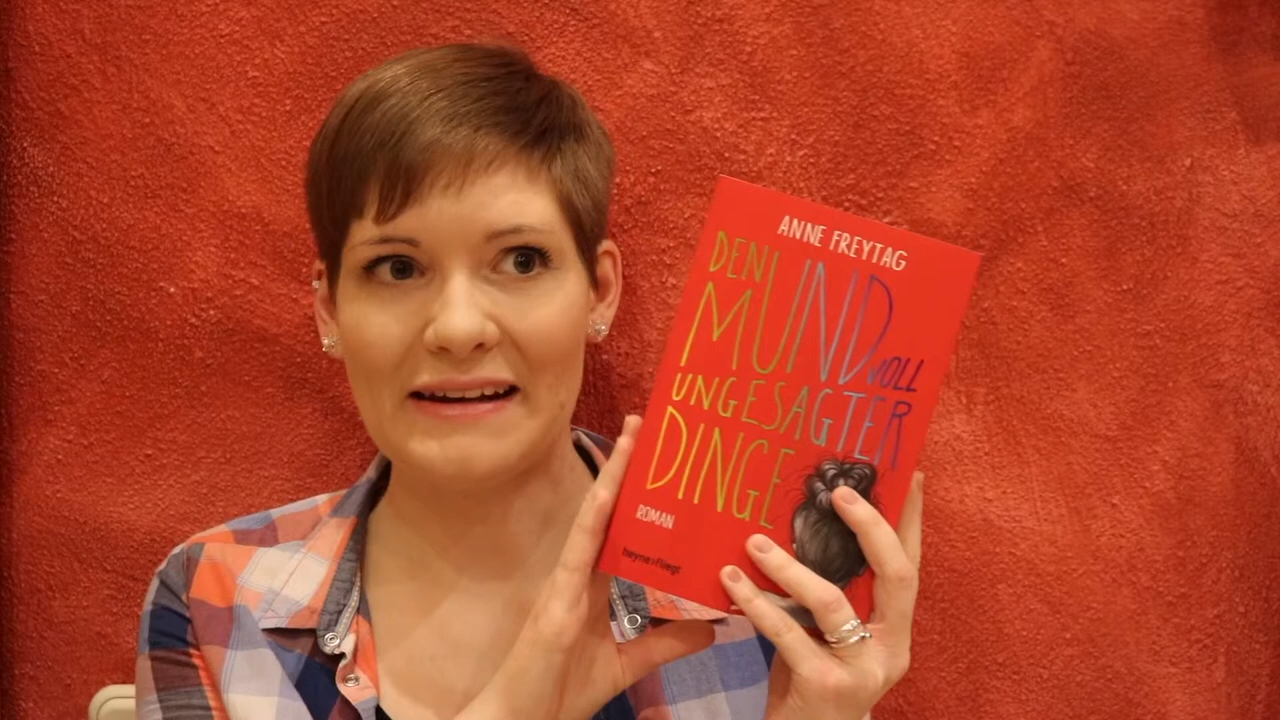 ANNE FREYTAG
DEN
MUND VOLL
UNGESAGTER
DINGE
ROMAN
heyne>fliegt